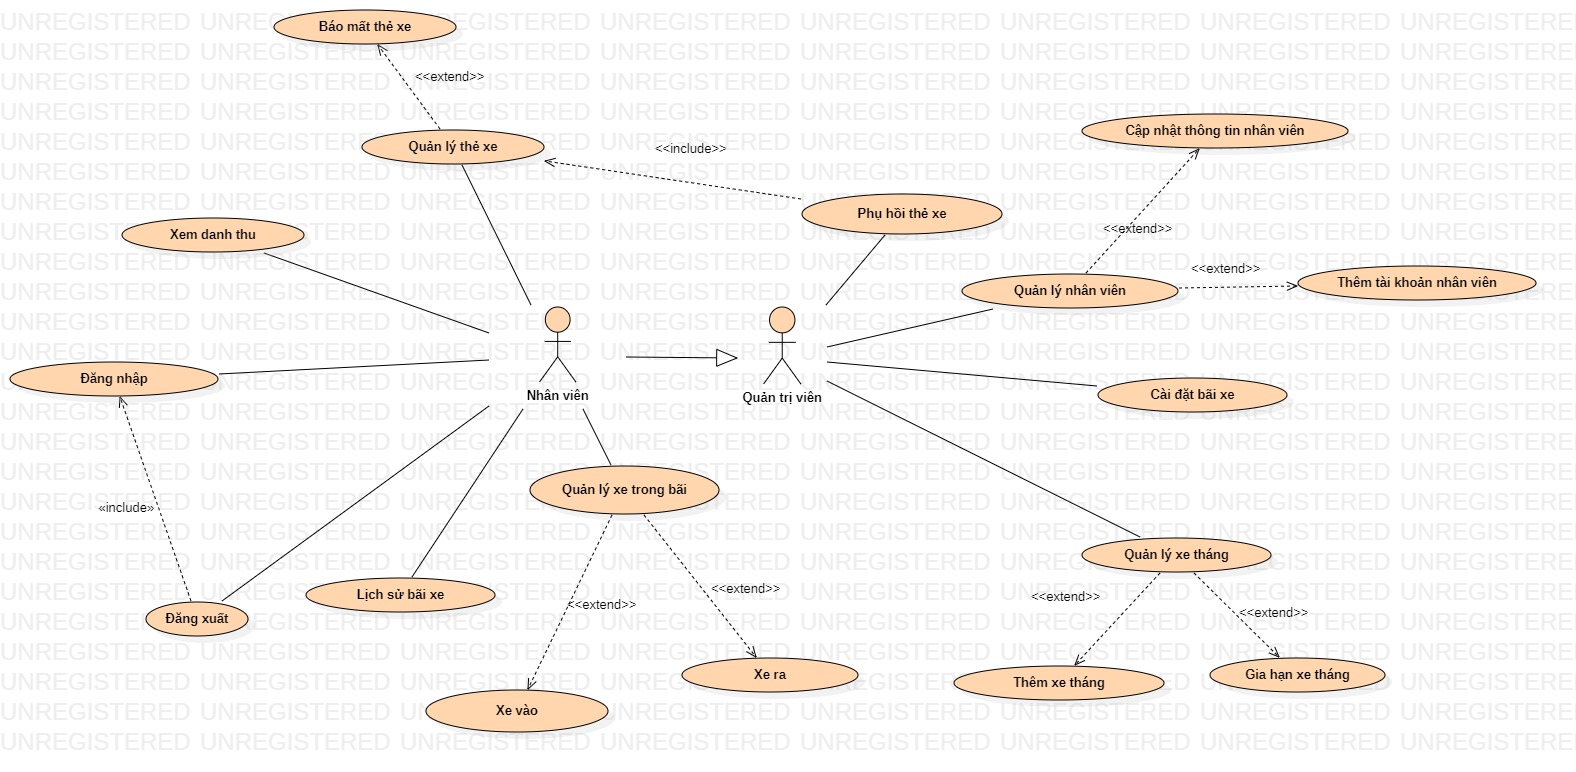 UNREGISTERED UNREGISTERED UNREGISTERED UNREGISTERED UNREGISTERED UNREGISTERED UNREGISTERED UNREGISTERED
Báo mất thẻ xe
<<extend>>
Cập nhật thông tin nhân viên
Quản lý thẻ xe
<<include>>
Phụ hồi thẻ xe
Xem danh thu
<<extend>>
<<extend>>
Quản lý nhân viên
Thêm tài khoản nhân viên
Đăng nhập
Nhân viên
Quản trị viên
Cài đặt bãi xe
Quản lý xe trong bãi
«include»
Quản lý xe tháng
<<extend>>
Lịch sử bãi xe
<<extend>>
<<extend>>
<<extend>>
Đăng xuất
Xe ra
Thêm xe tháng
Gia hạn xe tháng
Xe vào